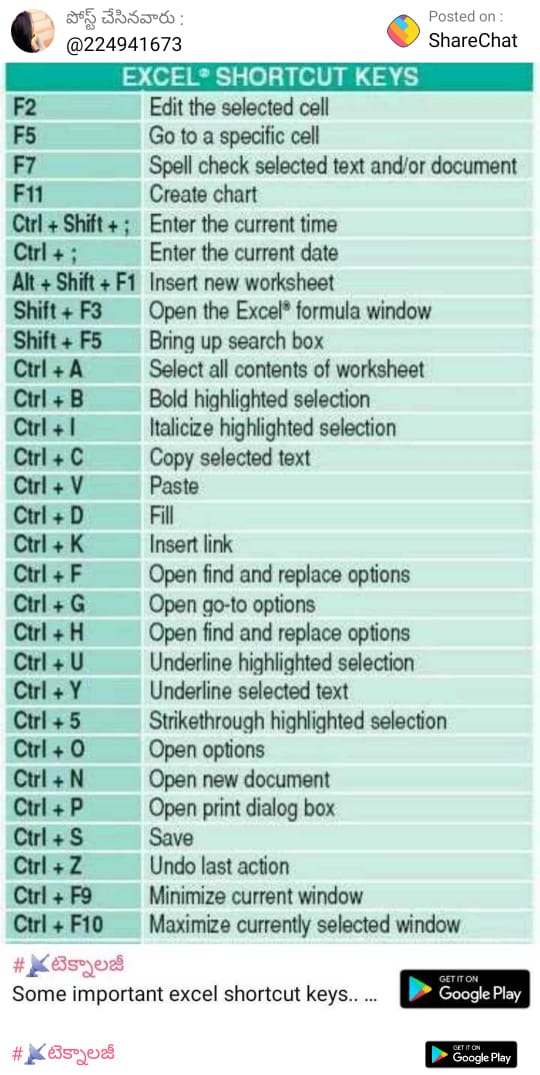 పోస్ట్ చేసినవారు :
@224941673
Posted on :
ShareChat
EXCEL® SHORTCUT KEYS
F2 Edit the selected cell
F5 Go to a specific cell
F7 Spell check selected text and/or document
F11 Create chart
Ctrl + Shift + ; Enter the current time
Ctrl + ; Enter the current date
Alt + Shift + F1 Insert new worksheet
Shift + F3 Open the Excel® formula window
Shift + F5 Bring up search box
Ctrl + A Select all contents of worksheet
Ctrl + B Bold highlighted selection
Ctrl + I Italicize highlighted selection
Ctrl + C Copy selected text
Ctrl + V Paste
Ctrl + D Fill
Ctrl + K Insert link
Ctrl + F Open find and replace options
Ctrl + G Open go-to options
Ctrl + H Open find and replace options
Ctrl + U Underline highlighted selection
Ctrl + Y Underline selected text
Ctrl + 5 Strikethrough highlighted selection
Ctrl + O Open options
Ctrl + N Open new document
Ctrl + P Open print dialog box
Ctrl + S Save
Ctrl + Z Undo last action
Ctrl + F9 Minimize current window
Ctrl + F10 Maximize currently selected window
#📡టెక్నాలజీ
Some important excel shortcut keys.. ...
GET IT ON
Google Play
#📡టెక్నాలజీ
GET IT ON
Google Play